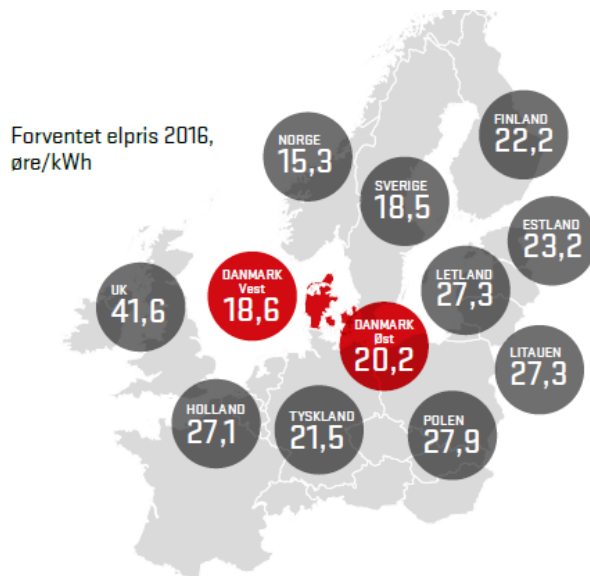 Forventet elpris 2016,
øre/kWh
NORGE
15,3
FINLAND
22,2
SVERIGE
18,5
ESTLAND
23,2
UK
41,6
DANMARK
Vest
18,6
LETLAND
27,3
DANMARK
Øst
20,2
LITAUEN
27,3
HOLLAND
27,1
TYSKLAND
21,5
POLEN
27,9